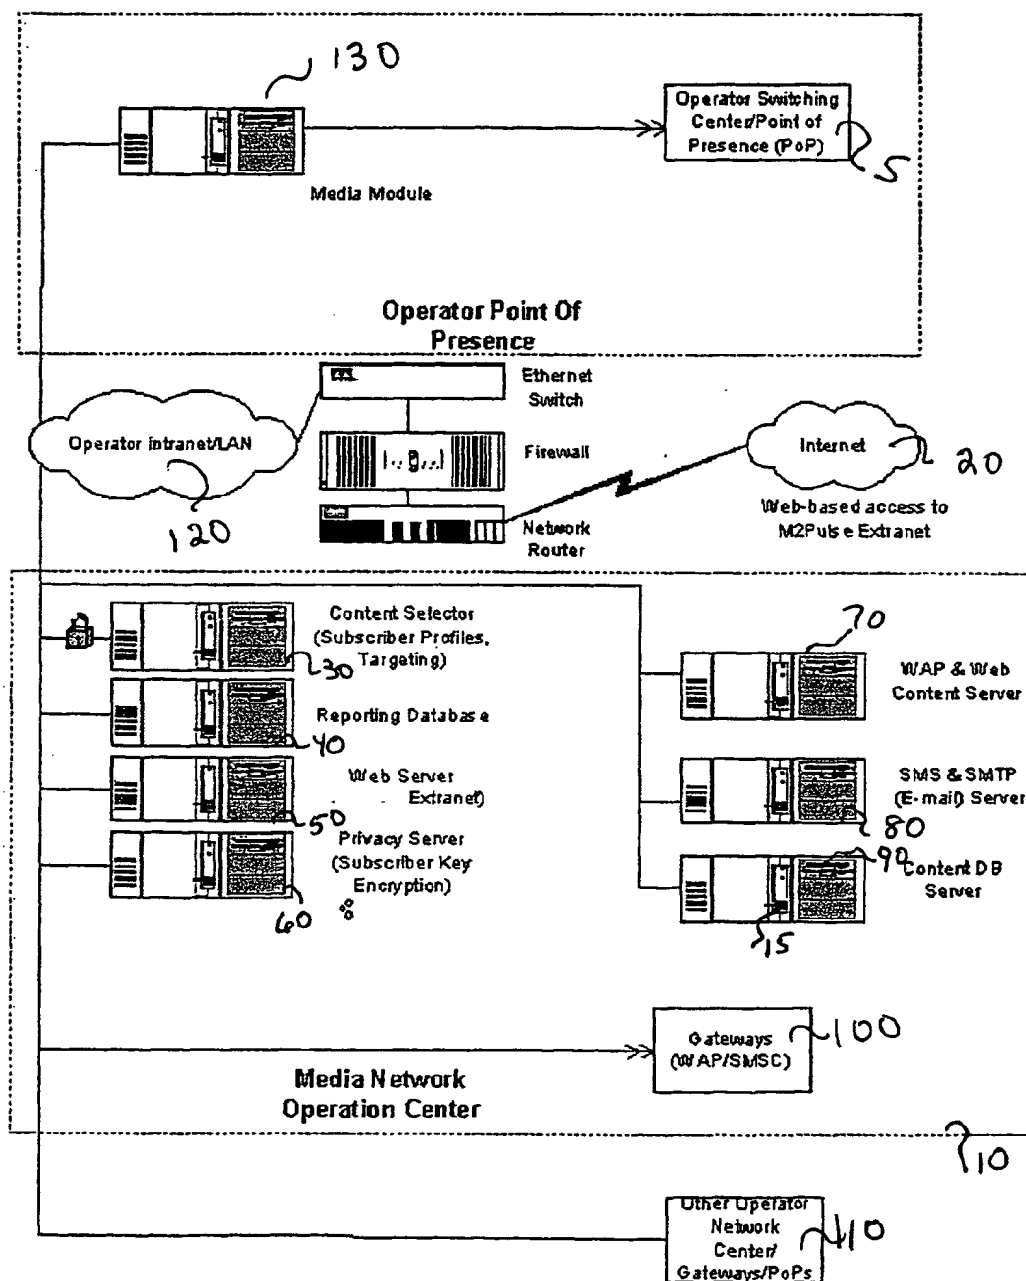 130
Operator Switching
Center/Point of
Presence (PoP)
5
Media Module
Operator Point Of
Presence
Ethernet
Switch
Operator intranet/LAN
Firewall
Internet
20
120
Network
Router
Web-based access to
M2Pulse Extranet
Content Selector
(Subscriber Profiles,
Targeting)
30
70
WAP & Web
Content Server
Reporting Database
40
Web Server
Extranet)
50
SMS & SMTP
(E-mail) Server
80
Privacy Server
(Subscriber Key
Encryption)
60
90
Content DB
Server
15
Gateways
(WAP/SMSC)
100
Media Network
Operation Center
10
Other Operator
Network
Center/
Gateways/PoPs
110